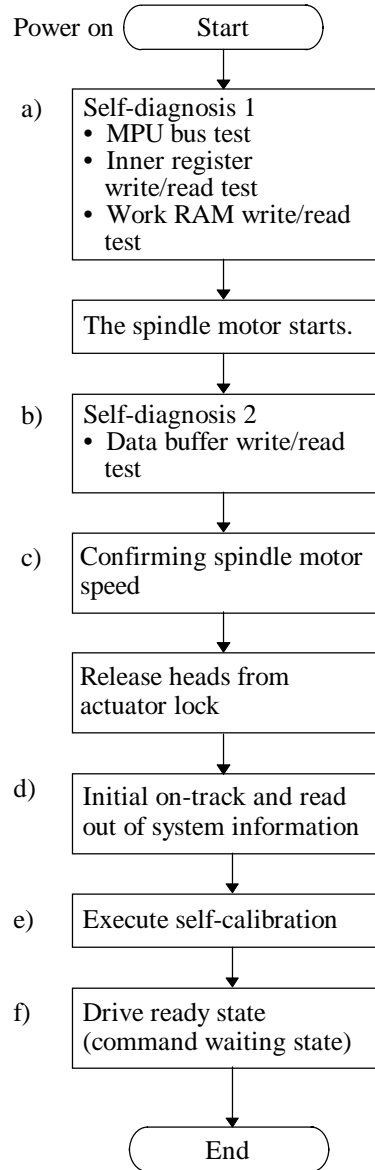 Power on
Start
a)
Self-diagnosis 1
• MPU bus test
• Inner register
write/read test
• Work RAM write/read
test
The spindle motor starts.
b)
Self-diagnosis 2
• Data buffer write/read
test
c)
Confirming spindle motor
speed
Release heads from
actuator lock
d)
Initial on-track and read
out of system information
e)
Execute self-calibration
f)
Drive ready state
(command waiting state)
End